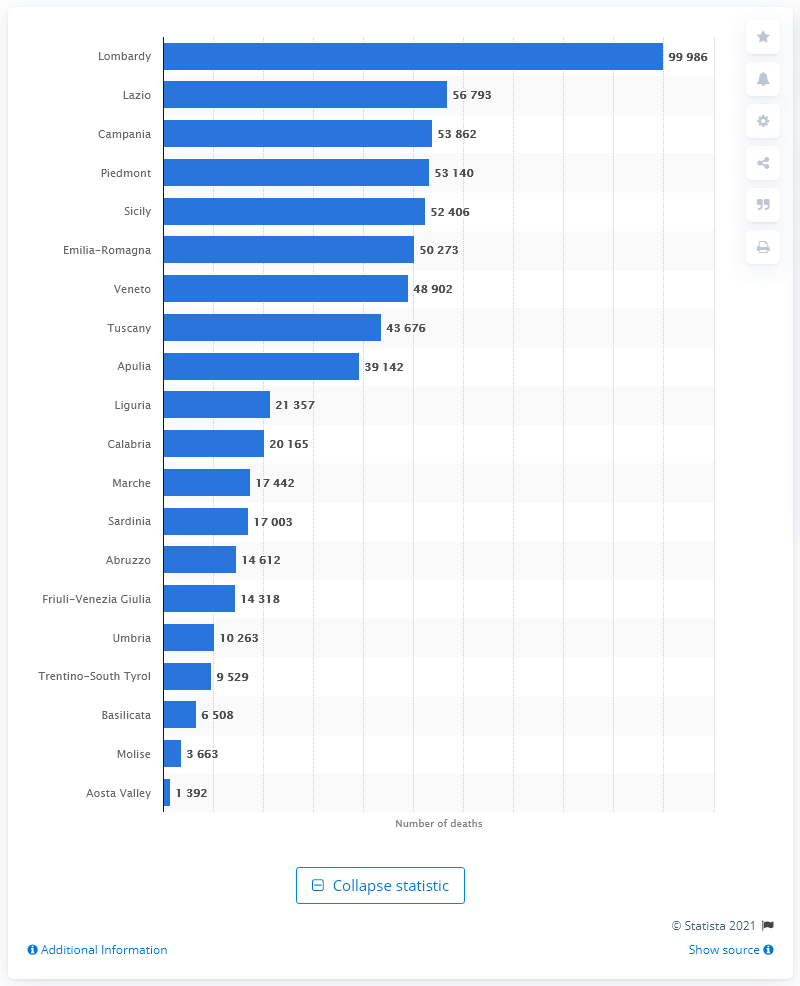 Lombardy 99 986
Lazio 56 793
Campania 53 862
Piedmont 53 140
Sicily 52 406
Emilia-Romagna 50 273
Veneto 48 902
Tuscany 43 676
Apulia 39 142
Liguria 21 357
Calabria 20 165
Marche 17 442
Sardinia 17 003
Abruzzo 14 612
Friuli-Venezia Giulia 14 318
Umbria 10 263
Trentino-South Tyrol 9 529
Basilicata 6 508
Molise 3 663
Aosta Valley 1 392
Number of deaths
Collapse statistic
© Statista 2021
Additional Information Show source